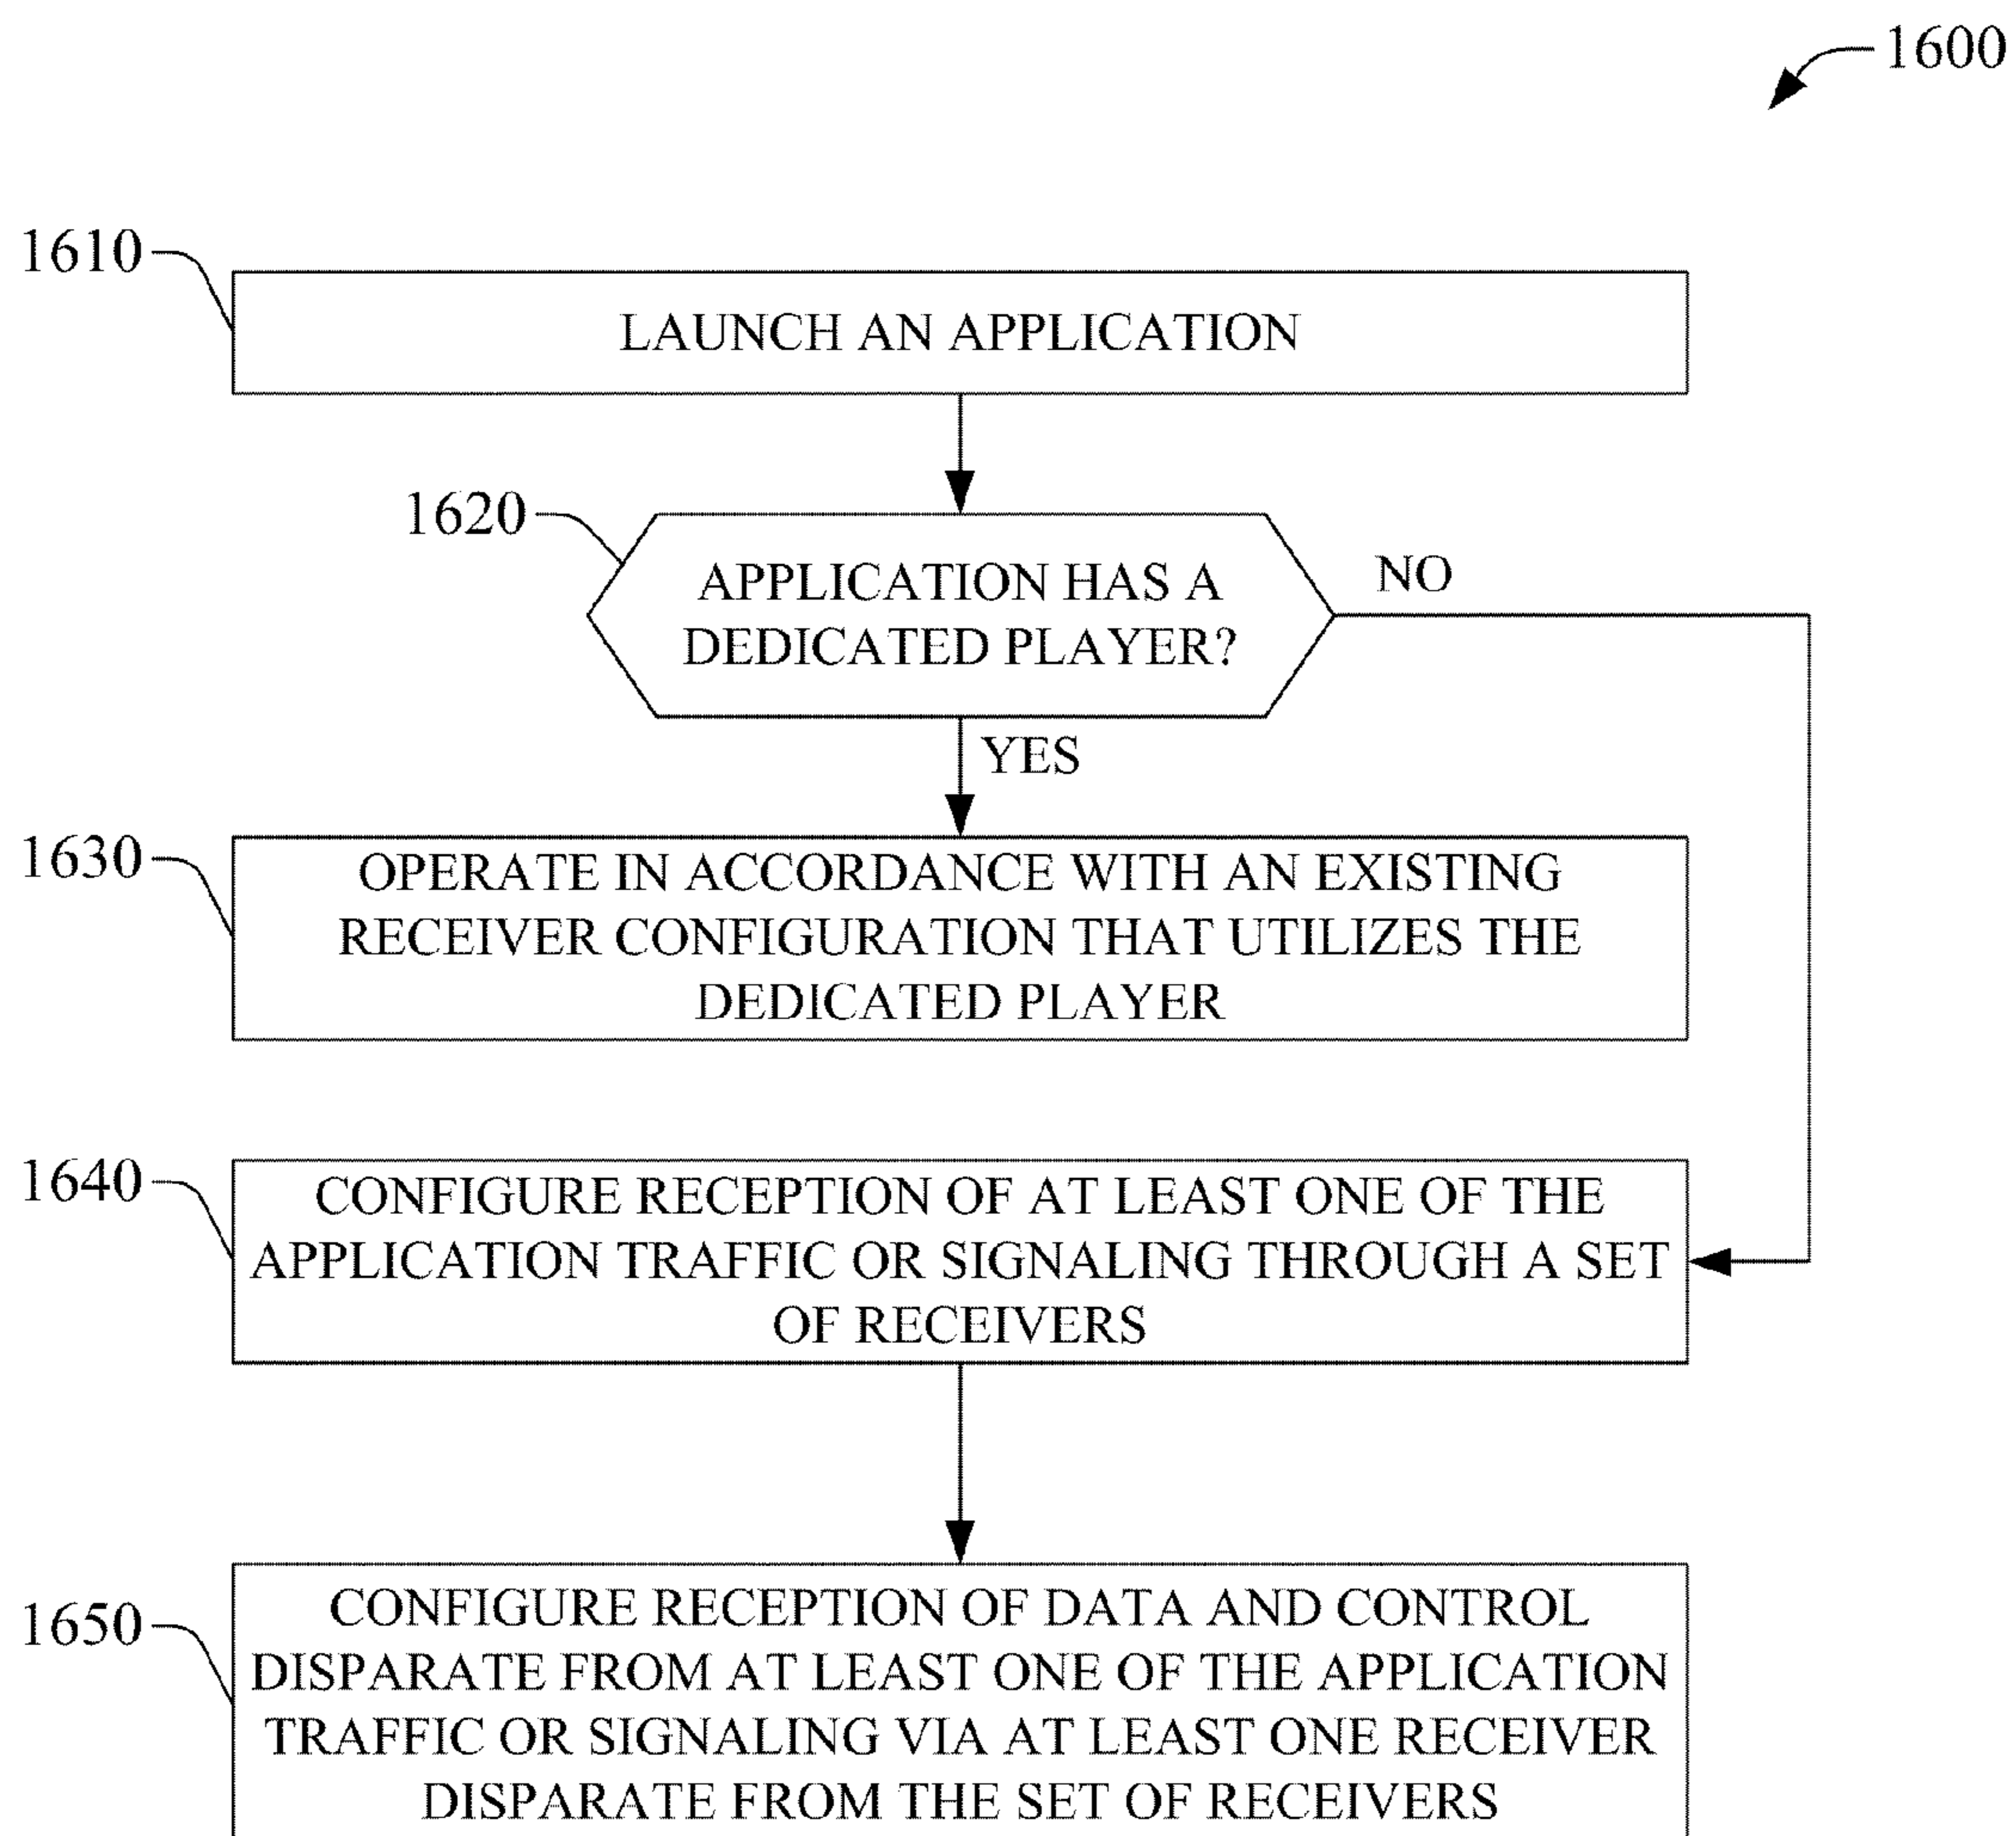 1600
1610
LAUNCH AN APPLICATION
1620
APPLICATION HAS A
DEDICATED PLAYER?
NO
YES
1630
OPERATE IN ACCORDANCE WITH AN EXISTING
RECEIVER CONFIGURATION THAT UTILIZES THE
DEDICATED PLAYER
1640
CONFIGURE RECEPTION OF AT LEAST ONE OF THE
APPLICATION TRAFFIC OR SIGNALING THROUGH A SET
OF RECEIVERS
1650
CONFIGURE RECEPTION OF DATA AND CONTROL
DISPARATE FROM AT LEAST ONE OF THE APPLICATION
TRAFFIC OR SIGNALING VIA AT LEAST ONE RECEIVER
DISPARATE FROM THE SET OF RECEIVERS